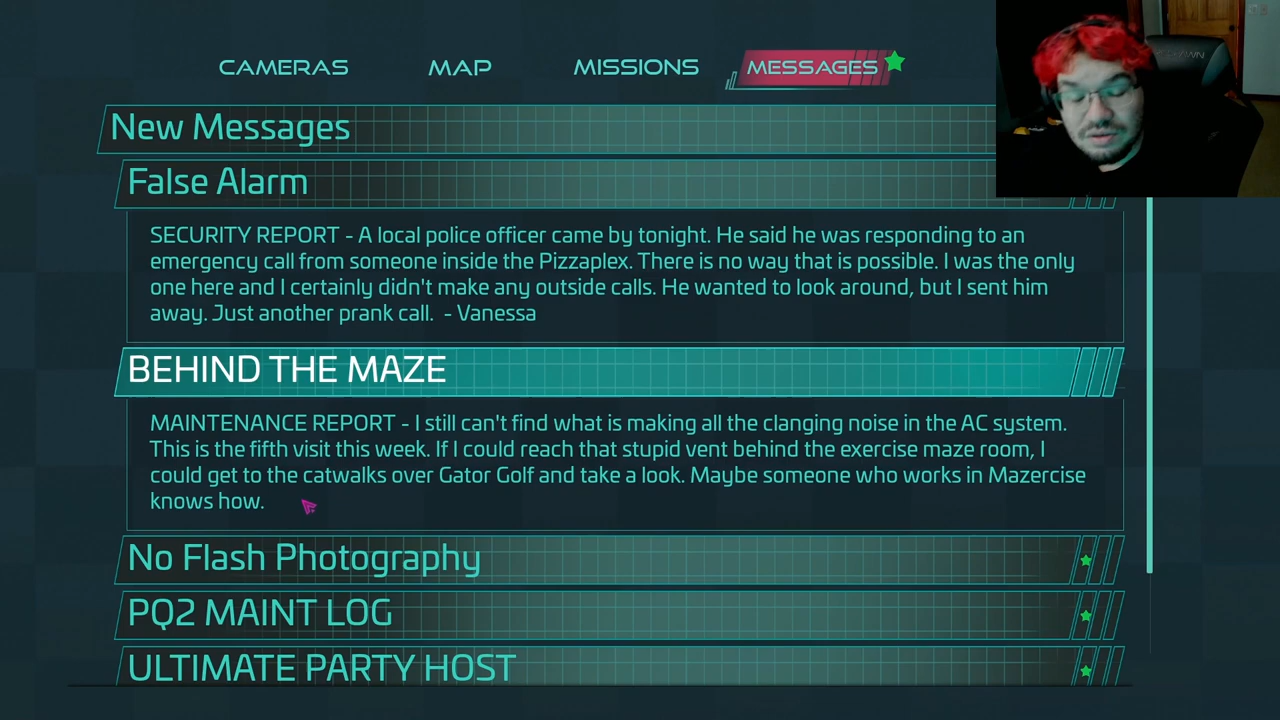 CAMERAS MAP MISSIONS MESSAGES
New Messages
False Alarm
SECURITY REPORT - A local police officer came by tonight. He said he was responding to an
emergency call from someone inside the Pizzaplex. There is no way that is possible. I was the only
one here and I certainly didn't make any outside calls. He wanted to look around, but I sent him
away. Just another prank call. - Vanessa
BEHIND THE MAZE
MAINTENANCE REPORT - I still can't find what is making all the clanging noise in the AC system.
This is the fifth visit this week. If I could reach that stupid vent behind the exercise maze room, I
could get to the catwalks over Gator Golf and take a look. Maybe someone who works in Mazercise
knows how.
No Flash Photography
PQ2 MAINT LOG
ULTIMATE PARTY HOST